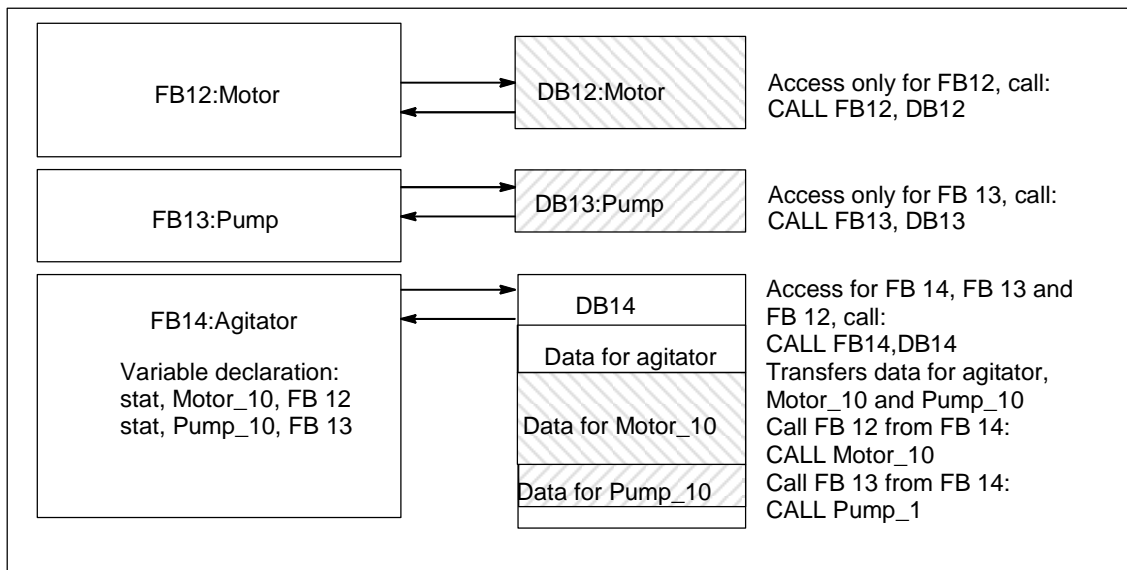 FB12:Motor
DB12:Motor
Access only for FB12, call:
CALL FB12, DB12
FB13:Pump
DB13:Pump
Access only for FB 13, call:
CALL FB13, DB13
FB14:Agitator
Variable declaration:
stat, Motor_10, FB 12
stat, Pump_10, FB 13
DB14
Data for agitator
Data for Motor_10
Data for Pump_10
Access for FB 14, FB 13 and
FB 12, call:
CALL FB14,DB14
Transfers data for agitator,
Motor_10 and Pump_10
Call FB 12 from FB 14:
CALL Motor_10
Call FB 13 from FB 14:
CALL Pump_1